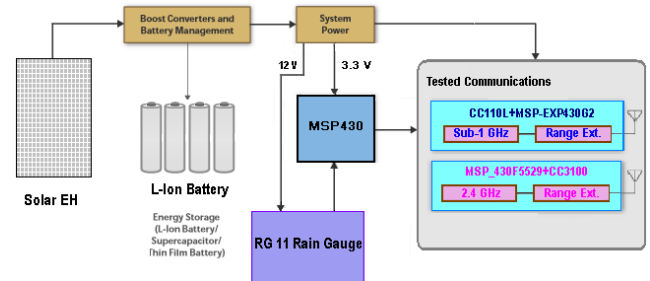 Boost Converters and
Battery Management
System
Power
12V
3.3 V
Tested Communications
CC110L+MSP-EXP430G2
Sub-1 GHz
Range Ext.
MSP430
MSP_430F5529+CC3100
2.4 GHz
Range Ext.
L-Ion Battery
Solar EH
Energy Storage
(L-Ion Battery/
Supercapacitor/
Thin Film Battery)
RG 11 Rain Gauge